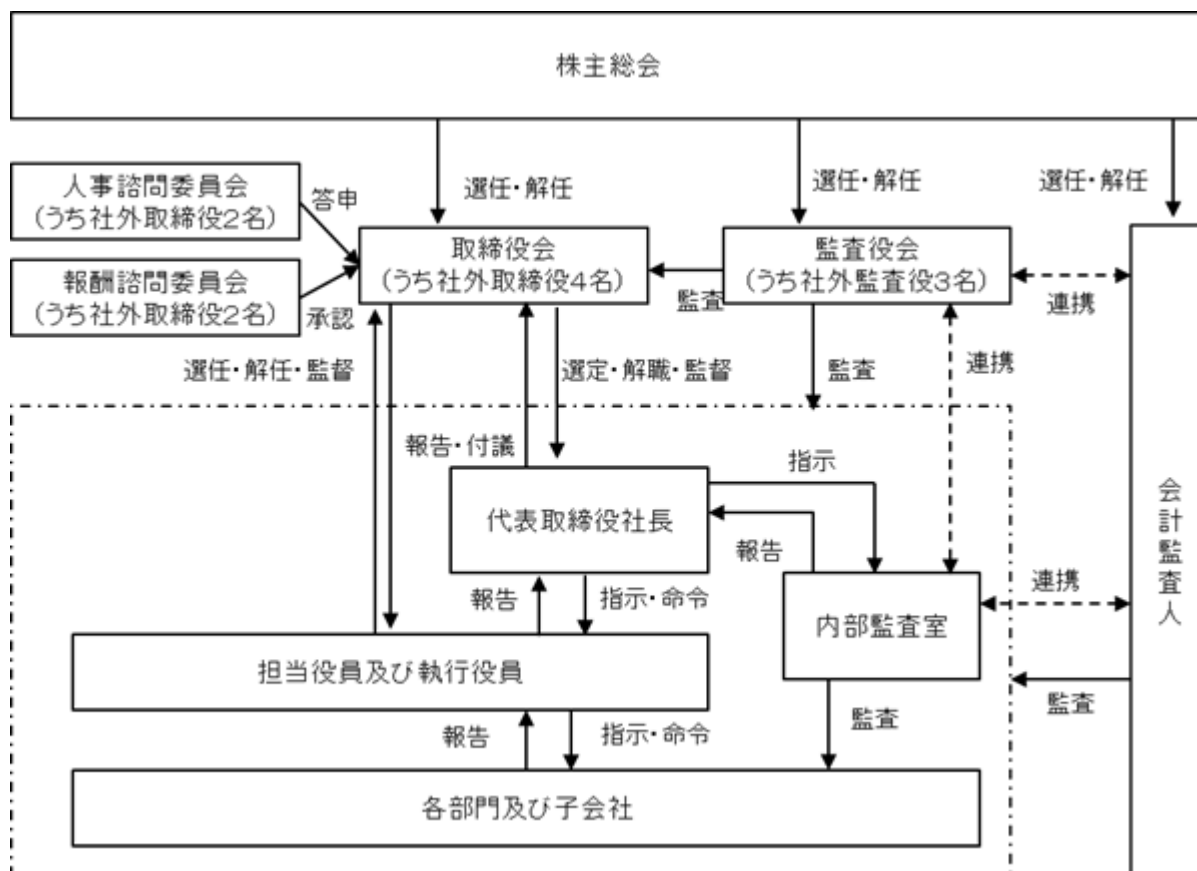 株主総会
選任・解任
選任・解任
選任・解任
人事諮問委員会
(うち社外取締役2名)
答申
報酬諮問委員会
(うち社外取締役2名)
承認
取締役会
(うち社外取締役4名)
監査
監査役会
(うち社外監査役3名)
連携
選任・解任・監督
選定・解職・監督
監査
連携
報告・付議
指示
代表取締役社長
報告
会計監査人
報告
指示・命令
内部監査室
連携
担当役員及び執行役員
監査
報告
指示・命令
監査
各部門及び子会社